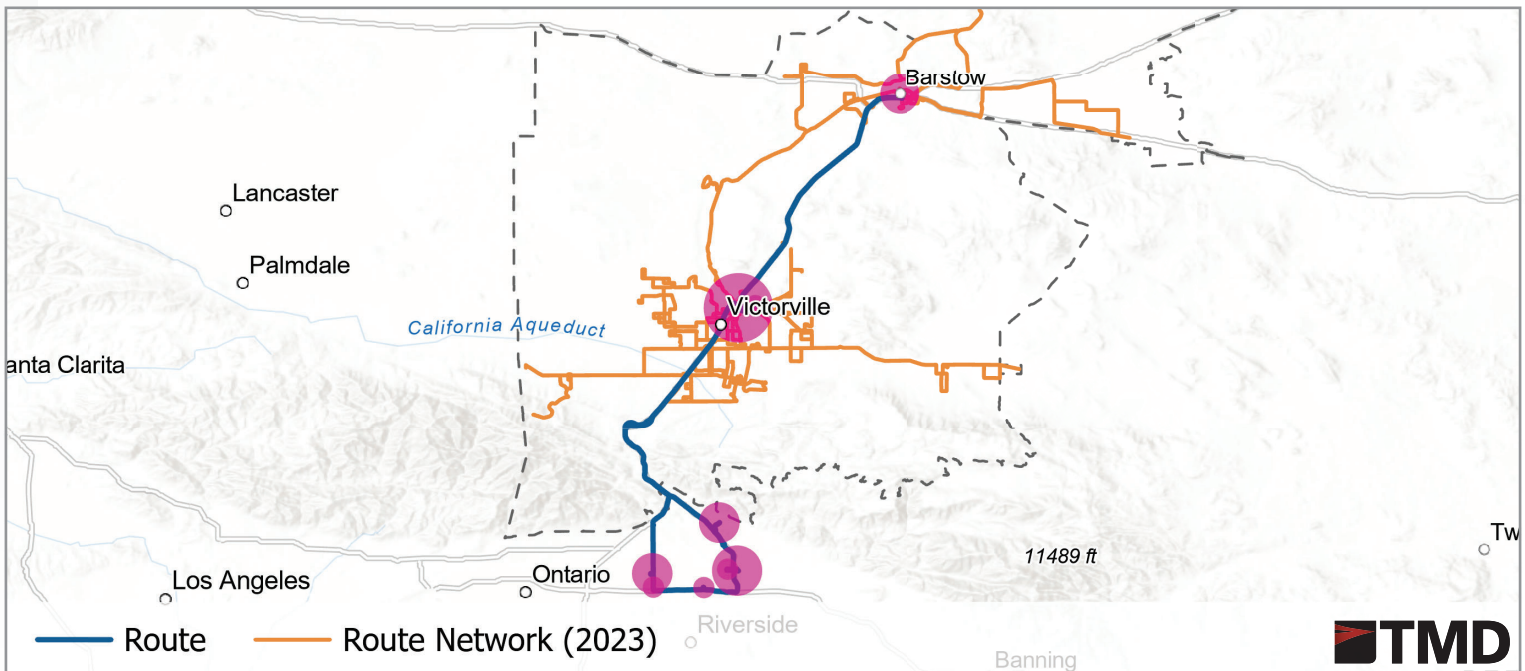 Barstow
Lancaster
Palmdale
Victorville
California Aqueduct
anta Clarita
Tw
11489 ft
Ontario
Los Angeles
Riverside
Route
Route Network (2023)
TMD
Banning